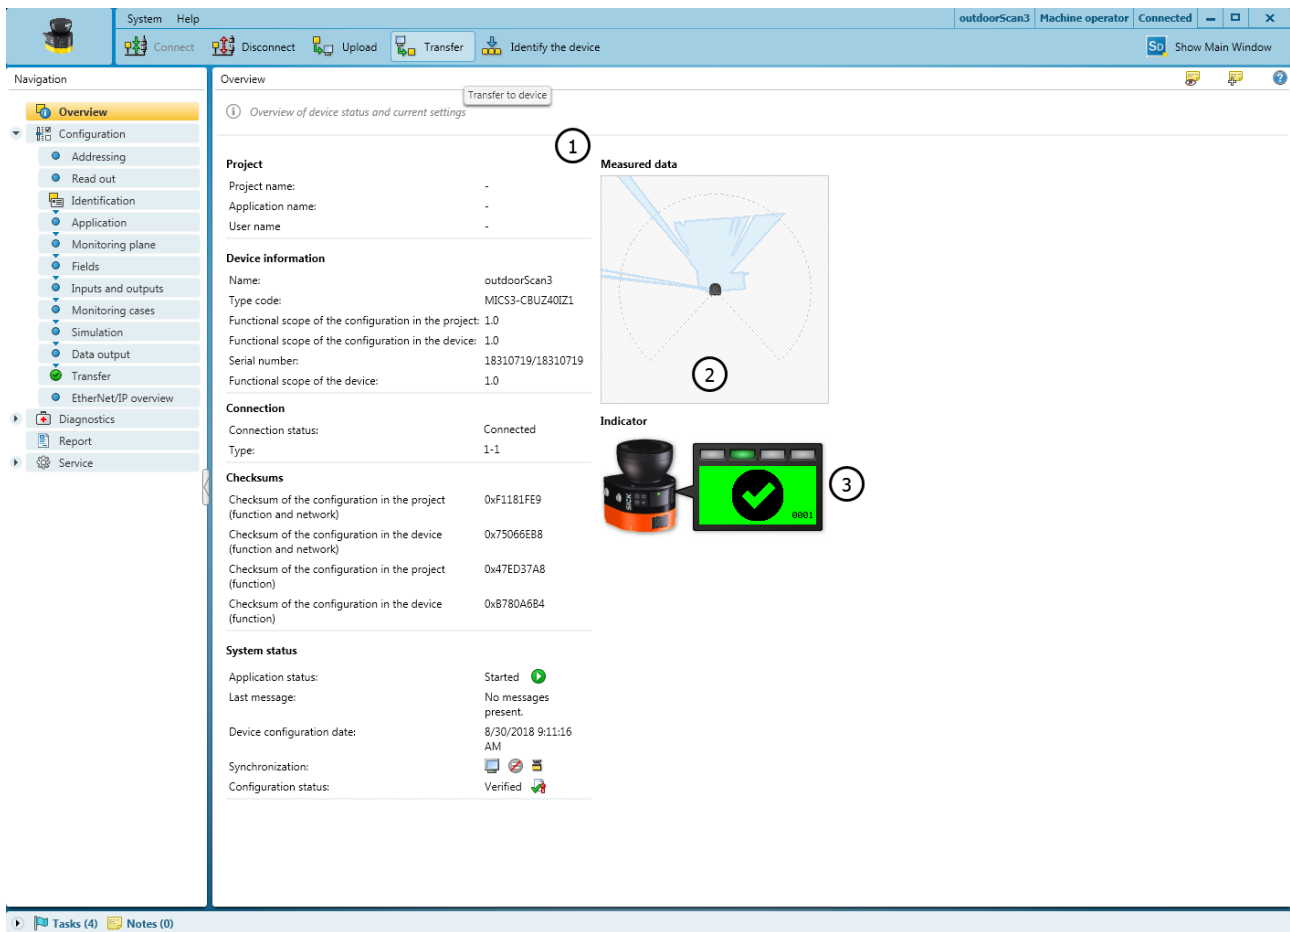 System Help
outdoorScan3 Machine operator Connected
Connect Disconnect Upload Transfer Identify the device
SD Show Main Window
Navigation
Overview
Transfer to device
Overview of device status and current settings
Overview
Configuration
Addressing
Read out
Identification
Application
Monitoring plane
Fields
Inputs and outputs
Monitoring cases
Simulation
Data output
Transfer
EtherNet/IP overview
Diagnostics
Report
Service
1
Project
Project name: -
Application name: -
User name -
Device information
Name: outdoorScan3
Type code: MICS3-CBUZ40IZ1
Functional scope of the configuration in the project: 1.0
Functional scope of the configuration in the device: 1.0
Serial number: 18310719/18310719
Functional scope of the device: 1.0
Connection
Connection status: Connected
Type: 1-1
Checksums
Checksum of the configuration in the project 0xF1181FE9
(function and network)
Checksum of the configuration in the device 0x75066EB8
(function and network)
Checksum of the configuration in the project 0x47ED37A8
(function)
Checksum of the configuration in the device 0xB780A6B4
(function)
System status
Application status: Started
Last message: No messages
present.
Device configuration date: 8/30/2018 9:11:16
AM
Synchronization:
Configuration status: Verified
Measured data
2
Indicator
SICK
0001
3
Tasks (4) Notes (0)